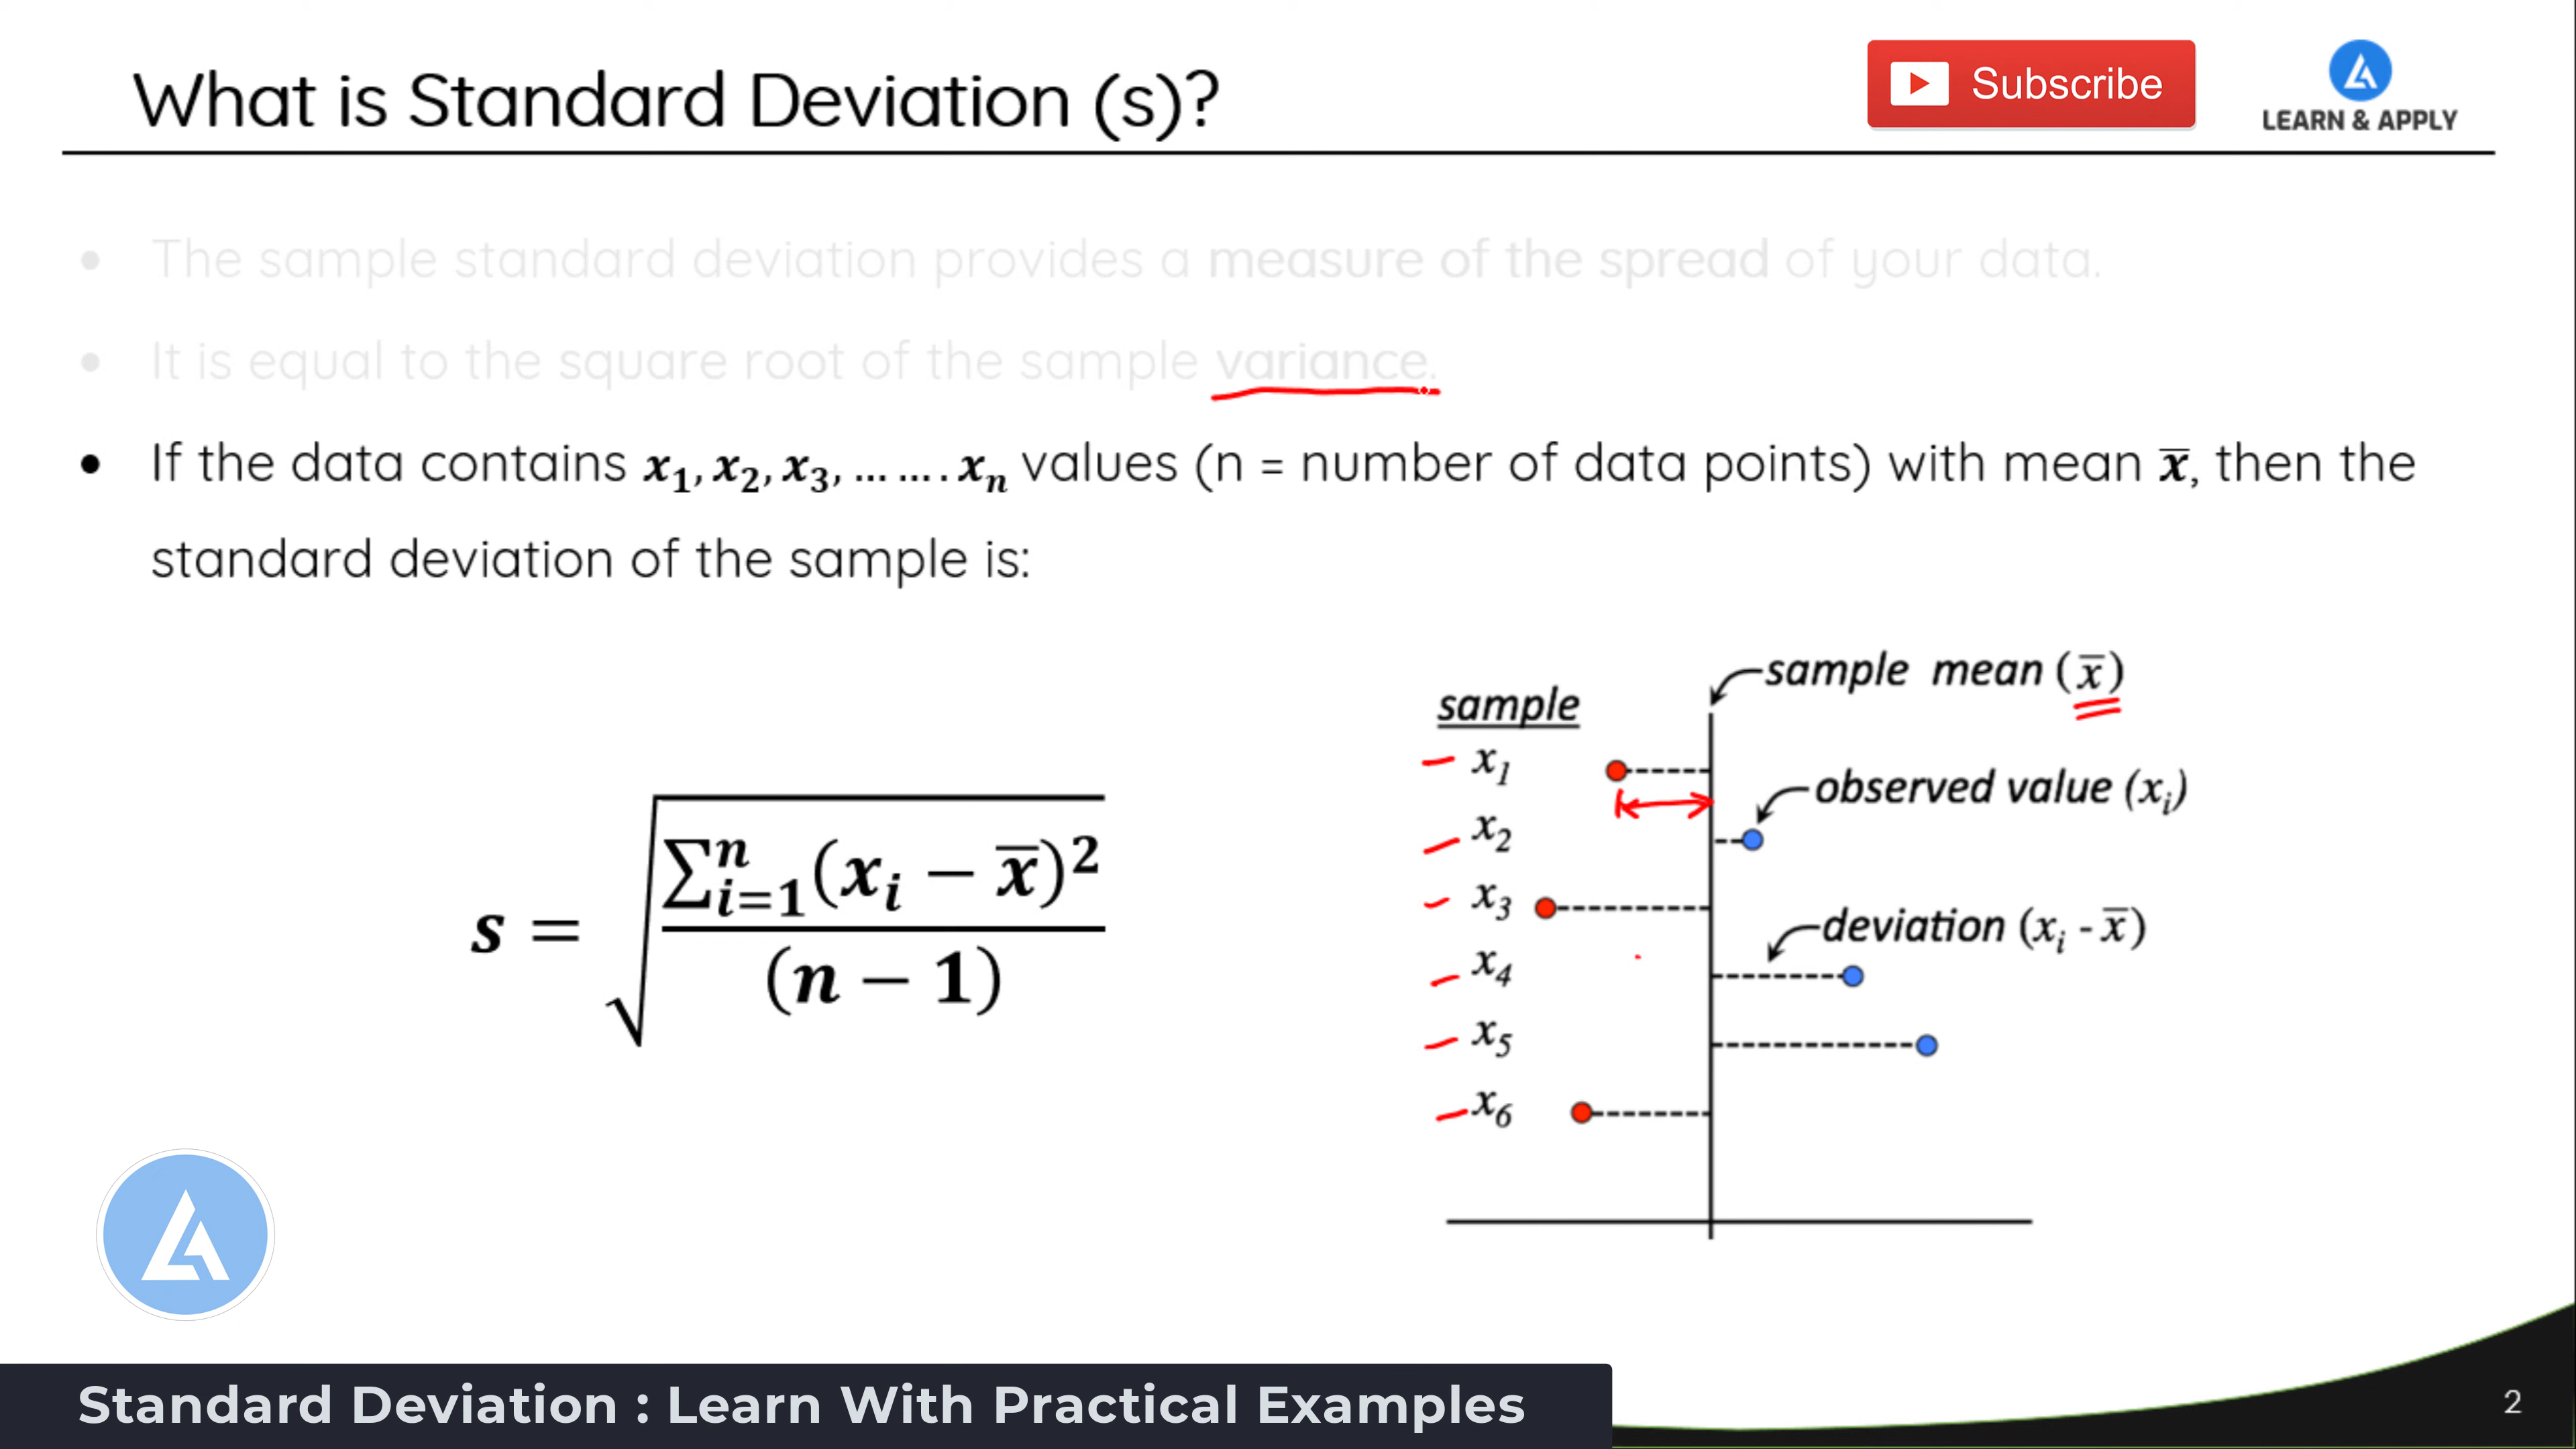 What is Standard Deviation (s)?
Subscribe
LEARN & APPLY
• The sample standard deviation provides a measure of the spread of your data.
• It is equal to the square root of the sample variance.
• If the data contains x₁, x₂, x₃, ... ... . xₙ values (n = number of data points) with mean x̄, then the
standard deviation of the sample is:
s = √(∑ⁿᵢ₌₁(xᵢ − x̄)² / (n − 1))
sample
x₁
x₂
x₃
x₄
x₅
x₆
sample mean (x̄)
observed value (xᵢ)
deviation (xᵢ - x̄)
Standard Deviation : Learn With Practical Examples
2